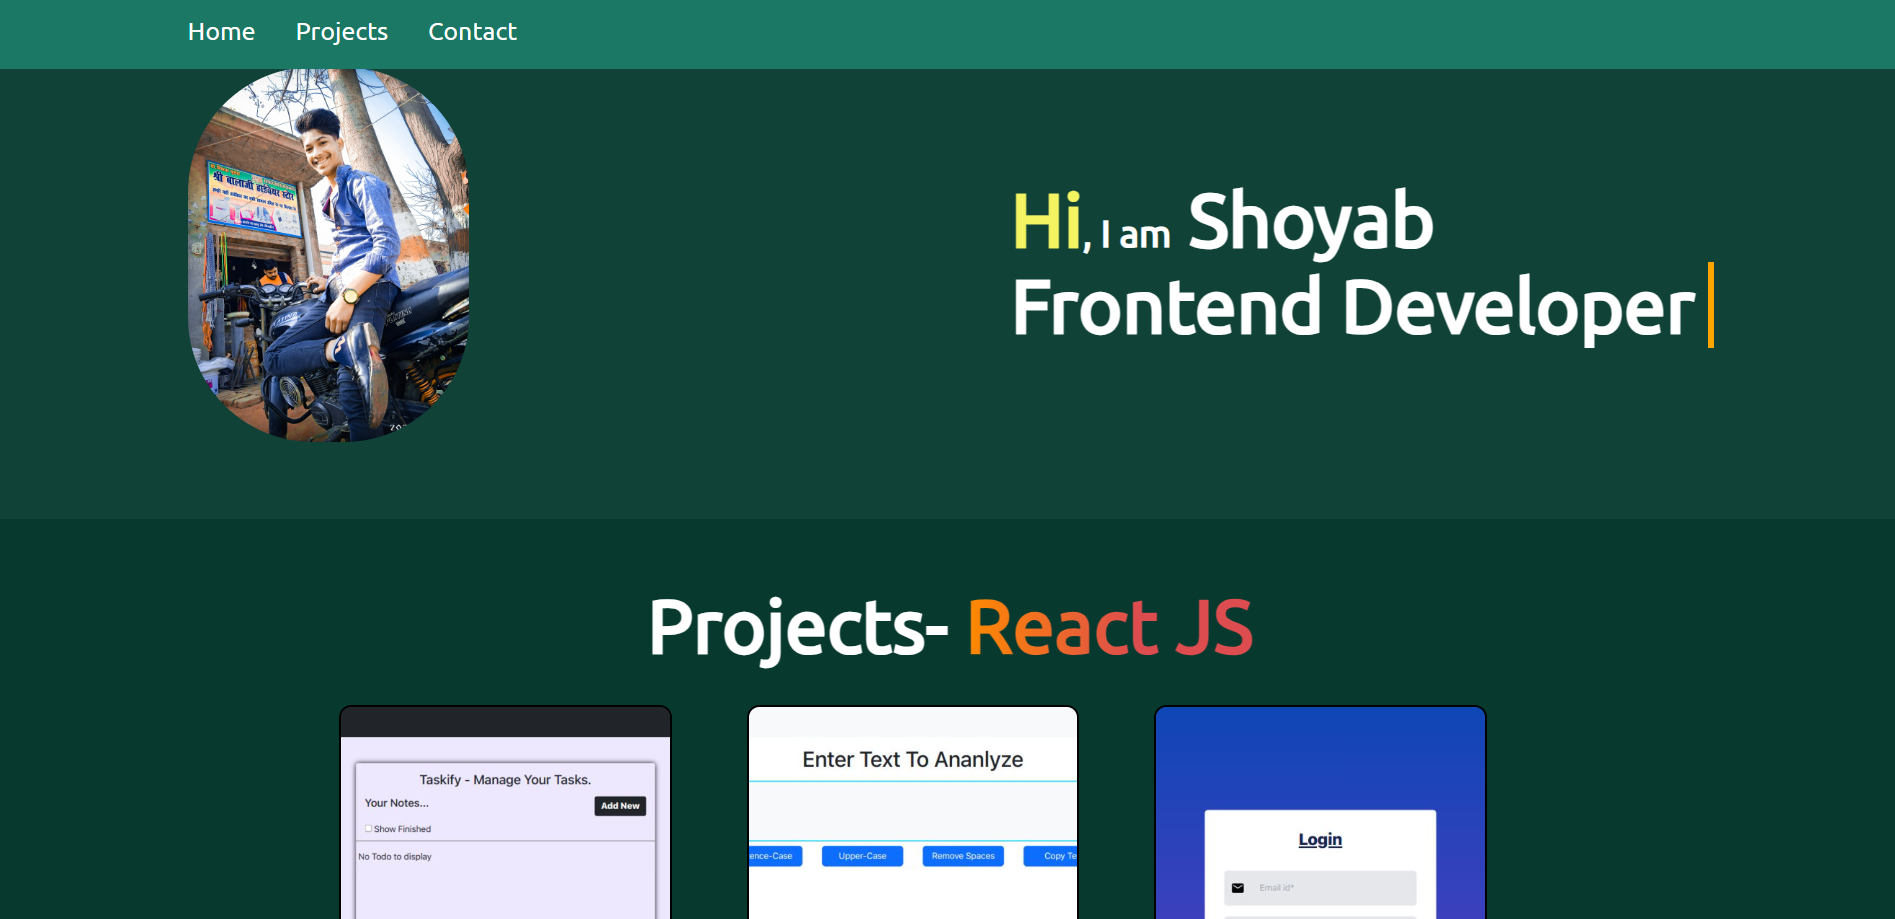 Home Projects Contact
श्री बालाजी हार्डवेयर स्टोर
Hi, I am Shoyab
Frontend Developer
Projects- React JS
Taskify - Manage Your Tasks.
Your Notes...
Add New
Show Finished
No Todo to display
Enter Text To Ananlyze
ence-Case Upper-Case Remove Spaces Copy Te
Login
Email id*